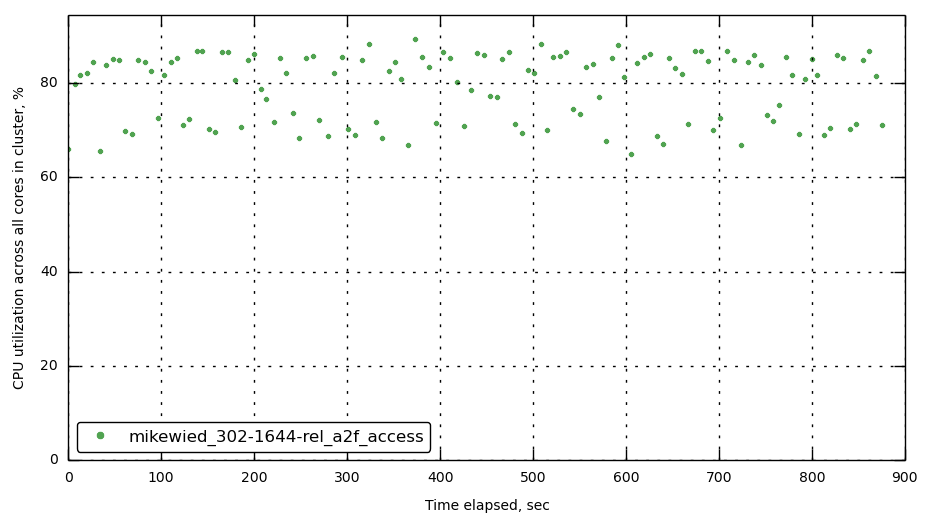 CPU utilization across all cores in cluster, %
80
60
40
20
0
mikewied_302-1644-rel_a2f_access
0 100 200 300 400 500 600 700 800 900
Time elapsed, sec